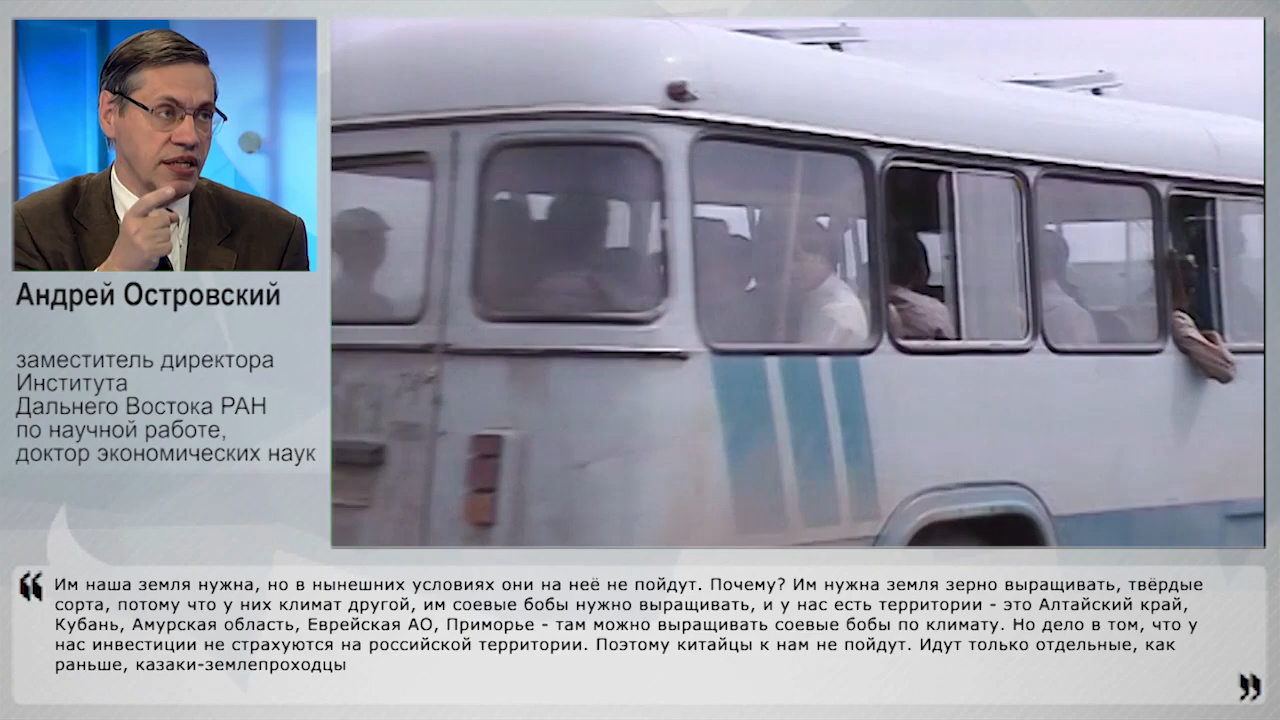 Андрей Островский
заместитель директора
Института
Дальнего Востока РАН
по научной работе,
доктор экономических наук
“ Им наша земля нужна, но в нынешних условиях они на неё не пойдут. Почему? Им нужна земля зерно выращивать, твёрдые
сорта, потому что у них климат другой, им соевые бобы нужно выращивать, и у нас есть территории - это Алтайский край,
Кубань, Амурская область, Еврейская АО, Приморье - там можно выращивать соевые бобы по климату. Но дело в том, что у
нас инвестиции не страхуются на российской территории. Поэтому китайцы к нам не пойдут. Идут только отдельные, как
раньше, казаки-землепроходцы
”